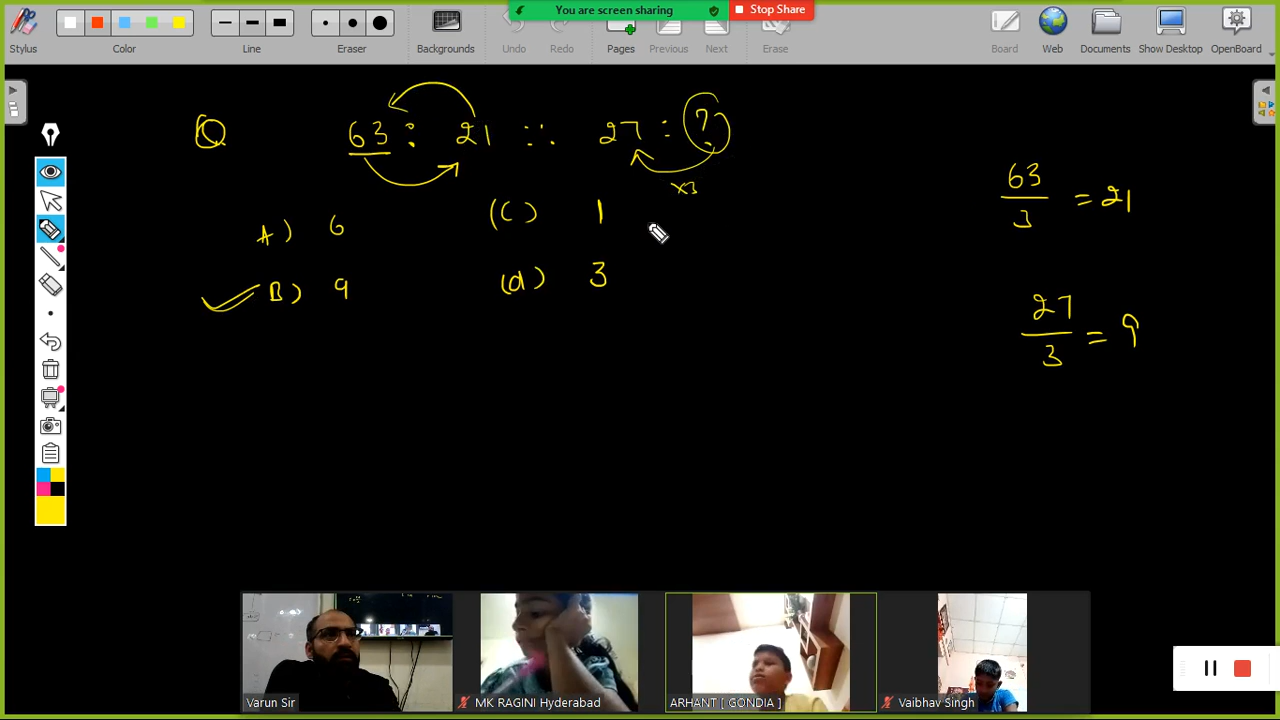 You are screen sharing Stop Share
Stylus Color Line Eraser Backgrounds Undo Redo Pages Previous Next Erase Board Web Documents Show Desktop OpenBoard
Q 63 : 21 :: 27 : ?
×3
A) 6 (C) 1
B) 9 (d) 3
63/3 = 21
27/3 = 9
Varun Sir MK RAGINI Hyderabad ARHANT [ GONDIA ] Vaibhav Singh